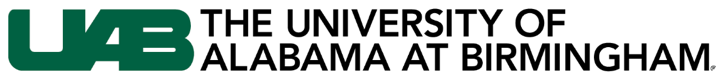 UAB THE UNIVERSITY OF
ALABAMA AT BIRMINGHAM